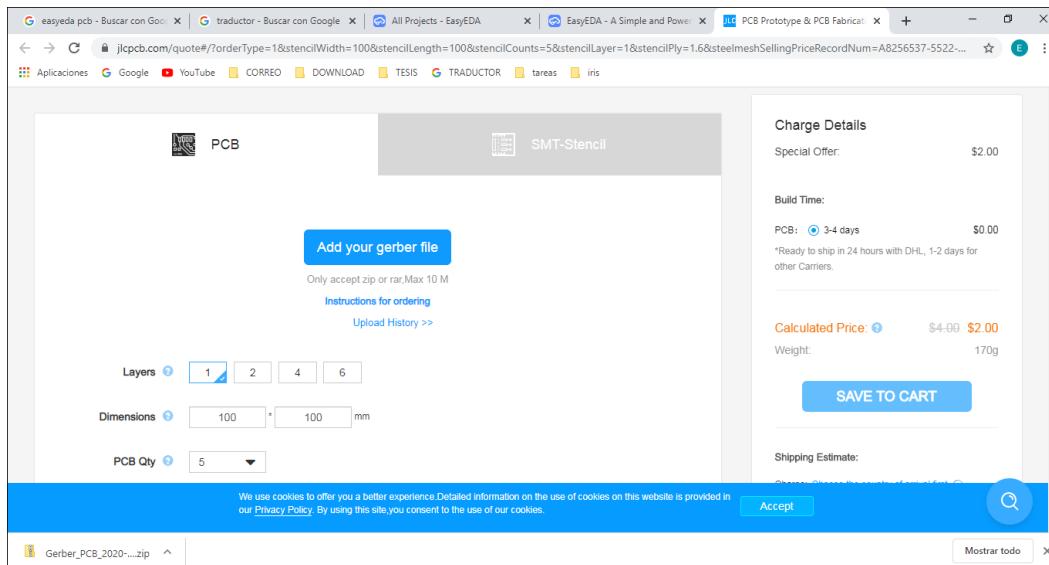 easyeda pcb - Buscar con Goo
traductor - Buscar con Google
All Projects - EasyEDA
EasyEDA - A Simple and Power
JLC PCB Prototype & PCB Fabricat
jlcpcb.com/quote#/?orderType=1&stencilWidth=100&stencilLength=100&stencilCounts=5&stencilLayer=1&stencilPly=1.6&steelmeshSellingPriceRecordNum=A8256537-5522-...
E
Aplicaciones Google YouTube CORREO DOWNLOAD TESIS TRADUCTOR tareas iris
PCB
SMT-Stencil
Add your gerber file
Only accept zip or rar,Max 10 M
Instructions for ordering
Upload History >>
Layers ? 1 2 4 6
Dimensions ? 100 * 100 mm
PCB Qty ? 5
Charge Details
Special Offer: $2.00
Build Time:
PCB: 3-4 days $0.00
*Ready to ship in 24 hours with DHL, 1-2 days for
other Carriers.
Calculated Price: ? $4.00 $2.00
Weight: 170g
SAVE TO CART
Shipping Estimate:
We use cookies to offer you a better experience.Detailed information on the use of cookies on this website is provided in
our Privacy Policy. By using this site,you consent to the use of our cookies.
Accept
Gerber_PCB_2020-....zip
Mostrar todo